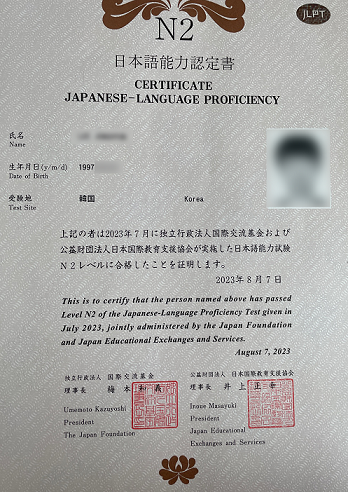 JLPT
N2
日本語能力認定書
CERTIFICATE
JAPANESE-LANGUAGE PROFICIENCY
氏名
Name
生年月日(y/m/d) 1997
Date of Birth
受験地 韓国 Korea
Test Site
上記の者は2023年7月に独立行政法人国際交流基金および
公益財団法人日本国際教育支援協会が実施した日本語能力試験
N2レベルに合格したことを証明します。
2023年8月7日
This is to certify that the person named above has passed
Level N2 of the Japanese-Language Proficiency Test given in
July 2023, jointly administered by the Japan Foundation
and Japan Educational Exchanges and Services.
August 7, 2023
独立行政法人 国際交流基金
理事長 梅本和義
Umemoto Kazuyoshi
President
The Japan Foundation
公益財団法人 日本国際教育支援協会
理事長 井上正幸
Inoue Masayuki
President
Japan Educational
Exchanges and Services